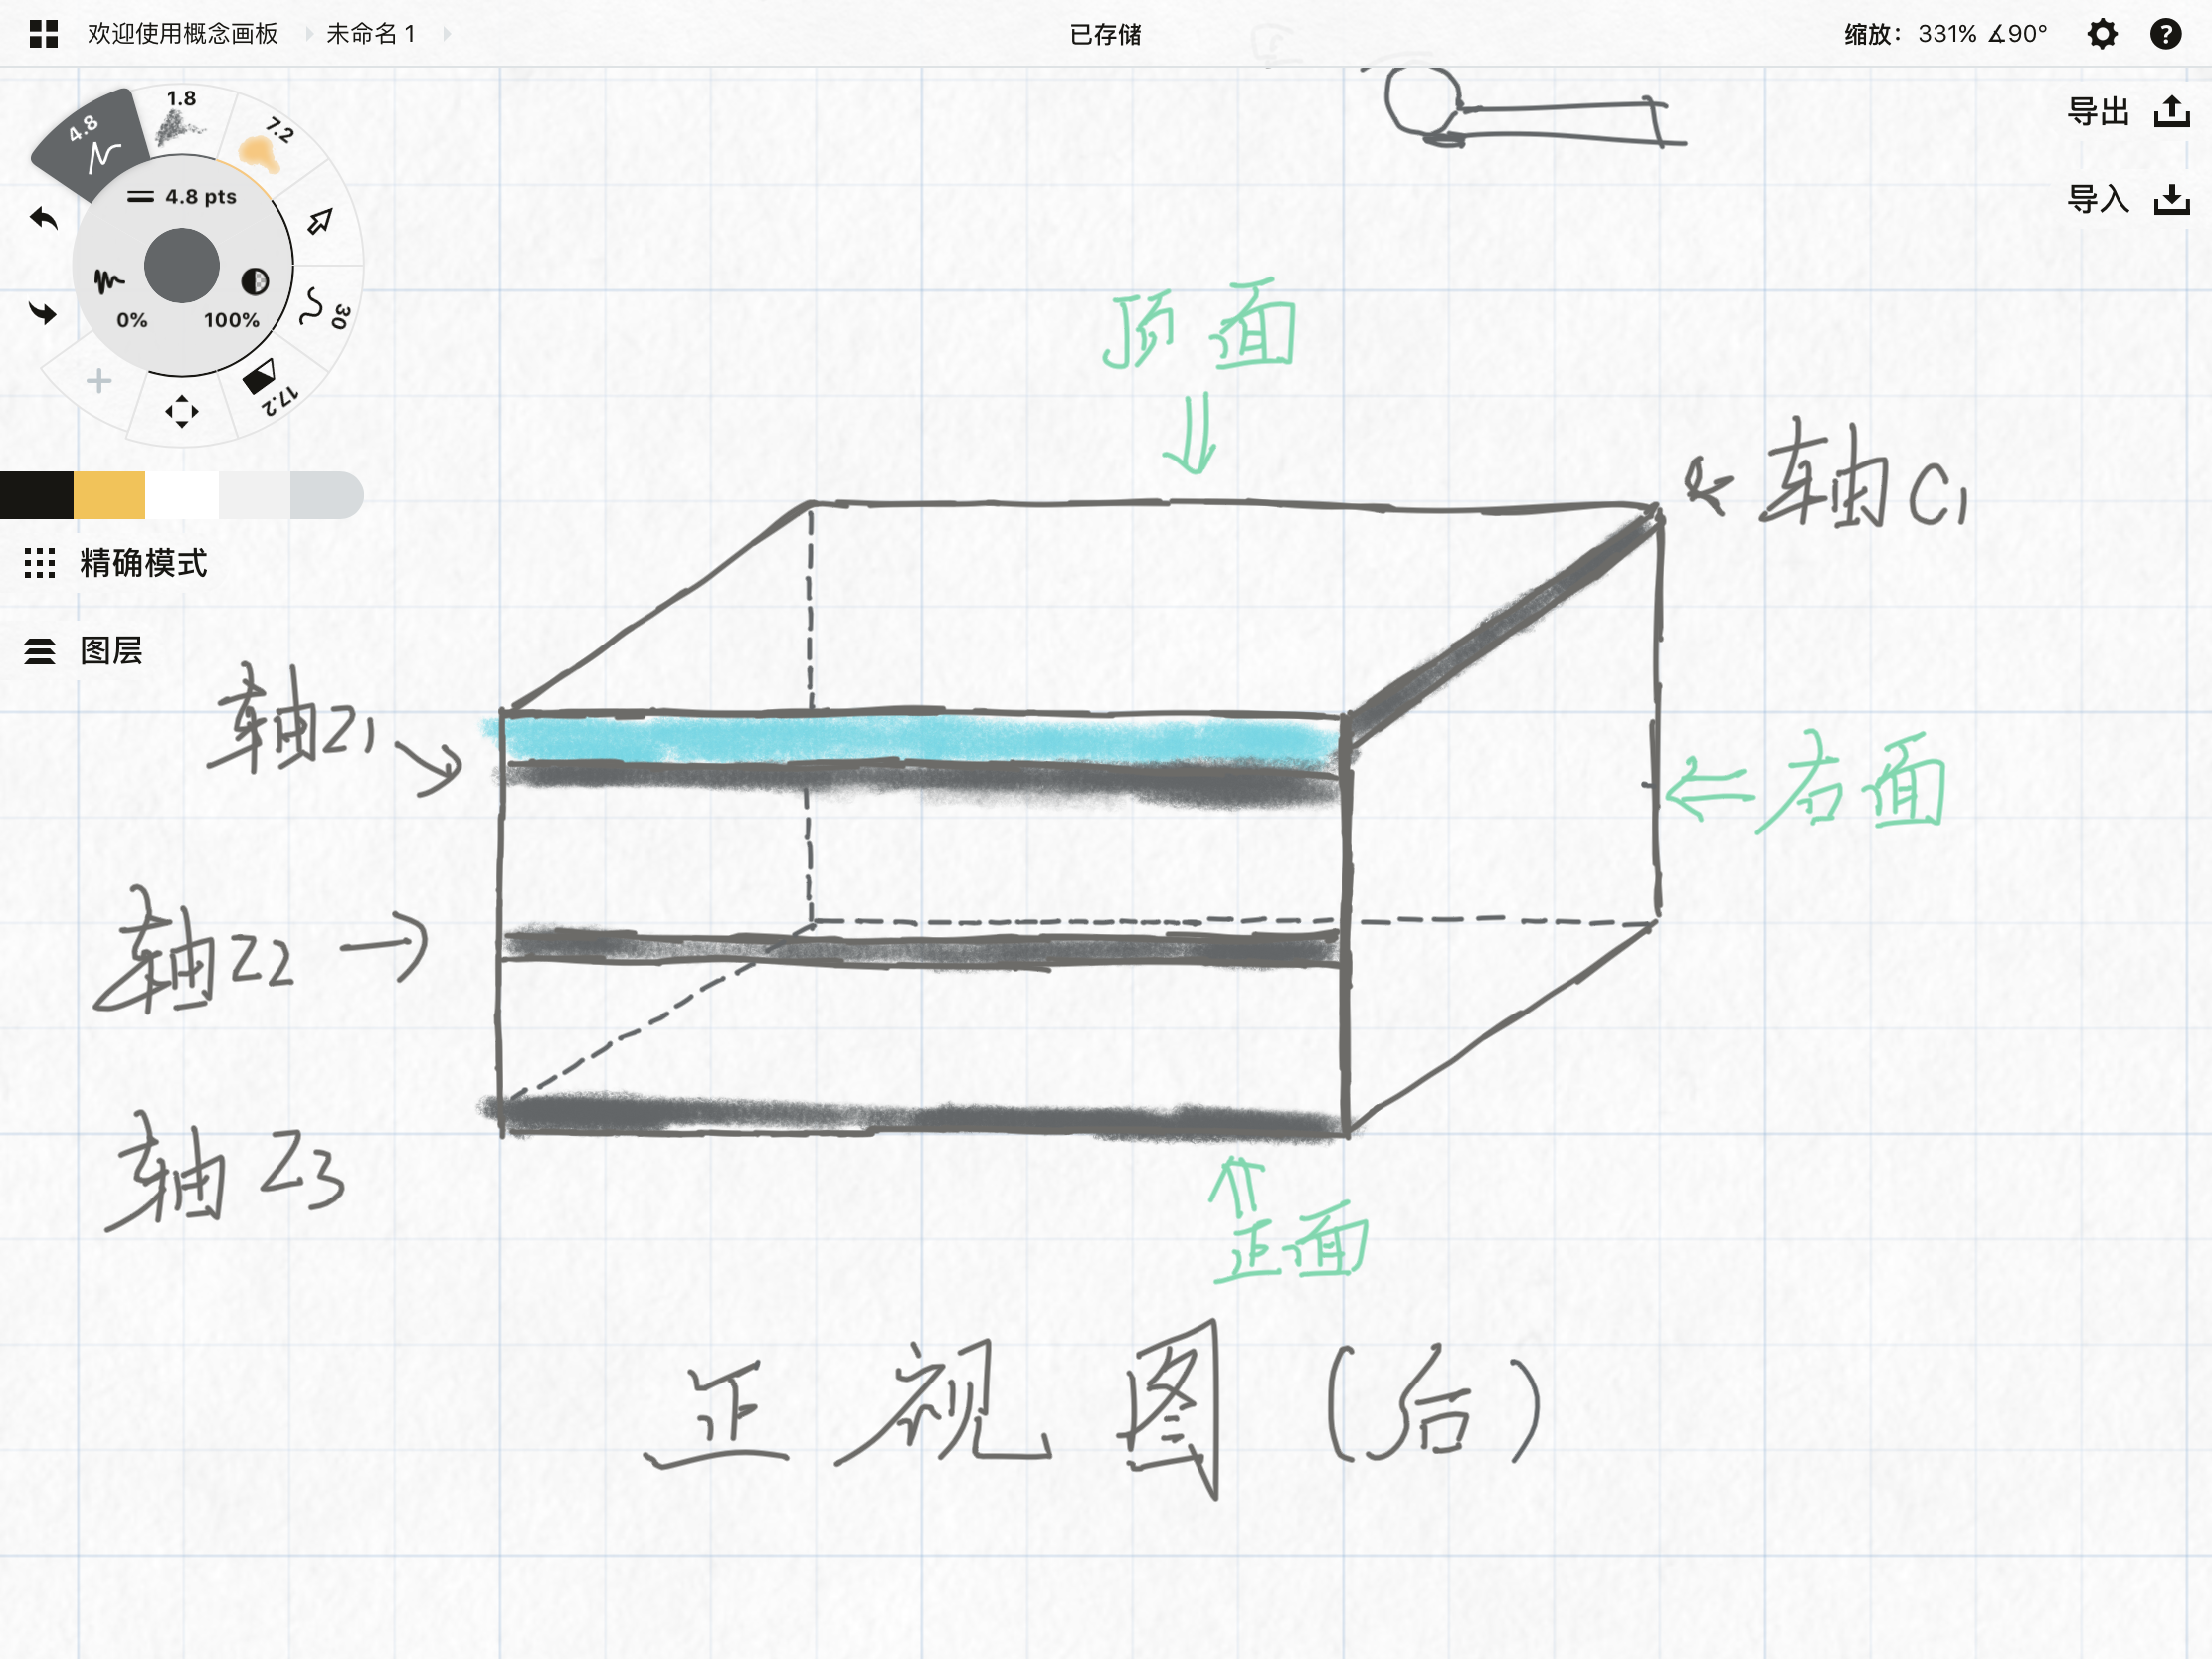 欢迎使用概念画板 未命名 1 已存储 缩放：331% ∡90°
1.8
4.8
7.2
4.8 pts
0% 100%
30
17.2
导出
导入
精确模式
图层
顶面
轴C1
轴Z1
右面
轴Z2
轴Z3
正面
正视图（后）